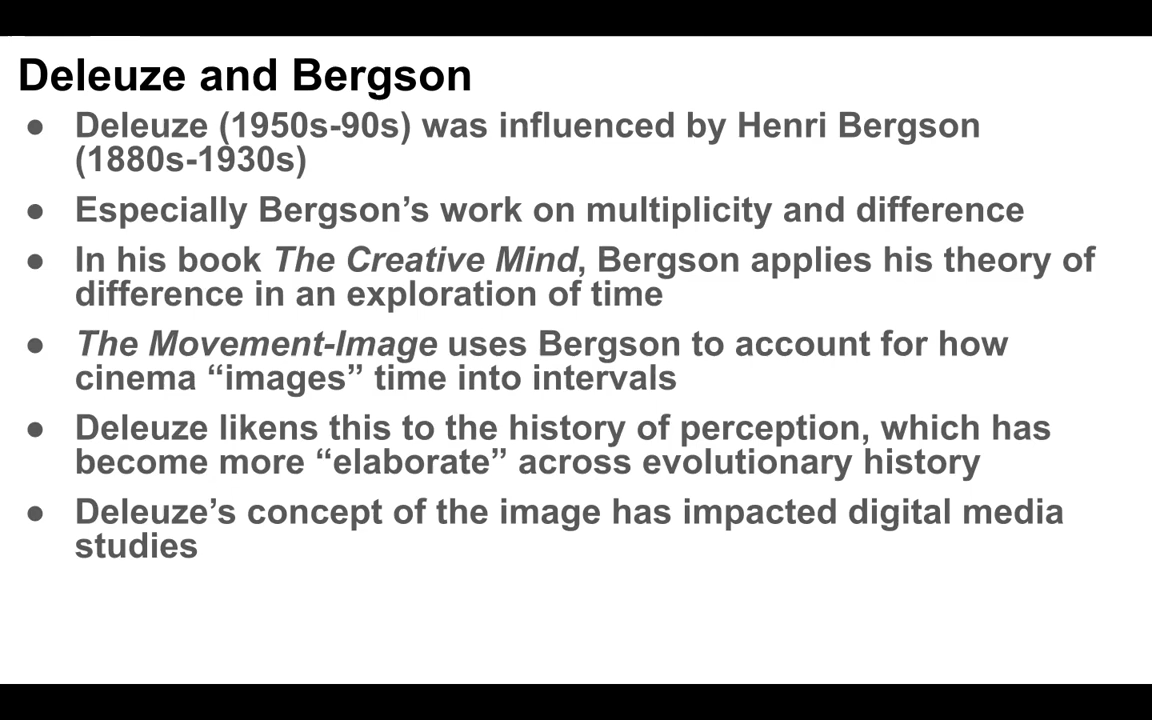 Deleuze and Bergson
● Deleuze (1950s-90s) was influenced by Henri Bergson
(1880s-1930s)
● Especially Bergson’s work on multiplicity and difference
● In his book The Creative Mind, Bergson applies his theory of
difference in an exploration of time
● The Movement-Image uses Bergson to account for how
cinema “images” time into intervals
● Deleuze likens this to the history of perception, which has
become more “elaborate” across evolutionary history
● Deleuze’s concept of the image has impacted digital media
studies